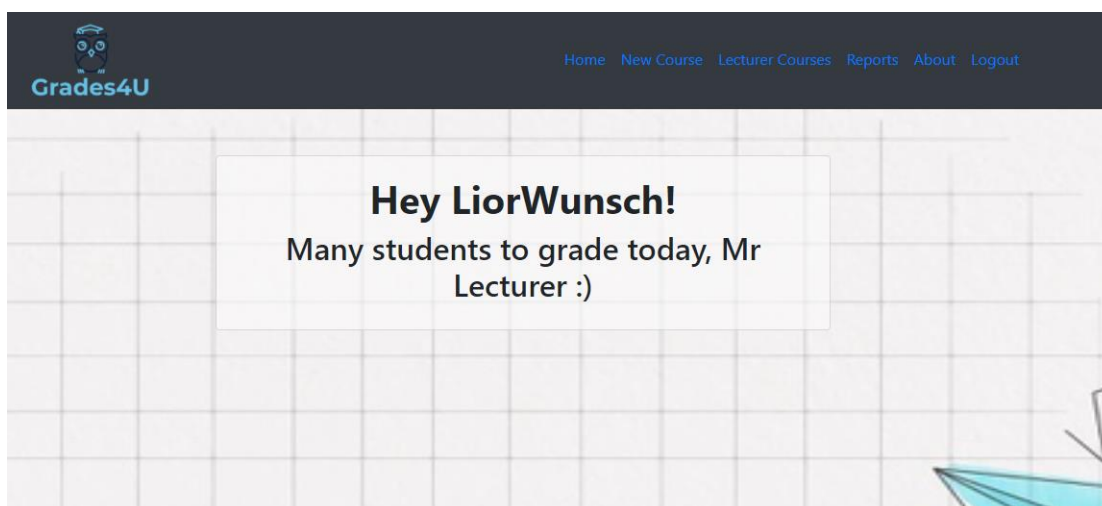 Grades4U
Home New Course Lecturer Courses Reports About Logout
Hey LiorWunsch!
Many students to grade today, Mr
Lecturer :)